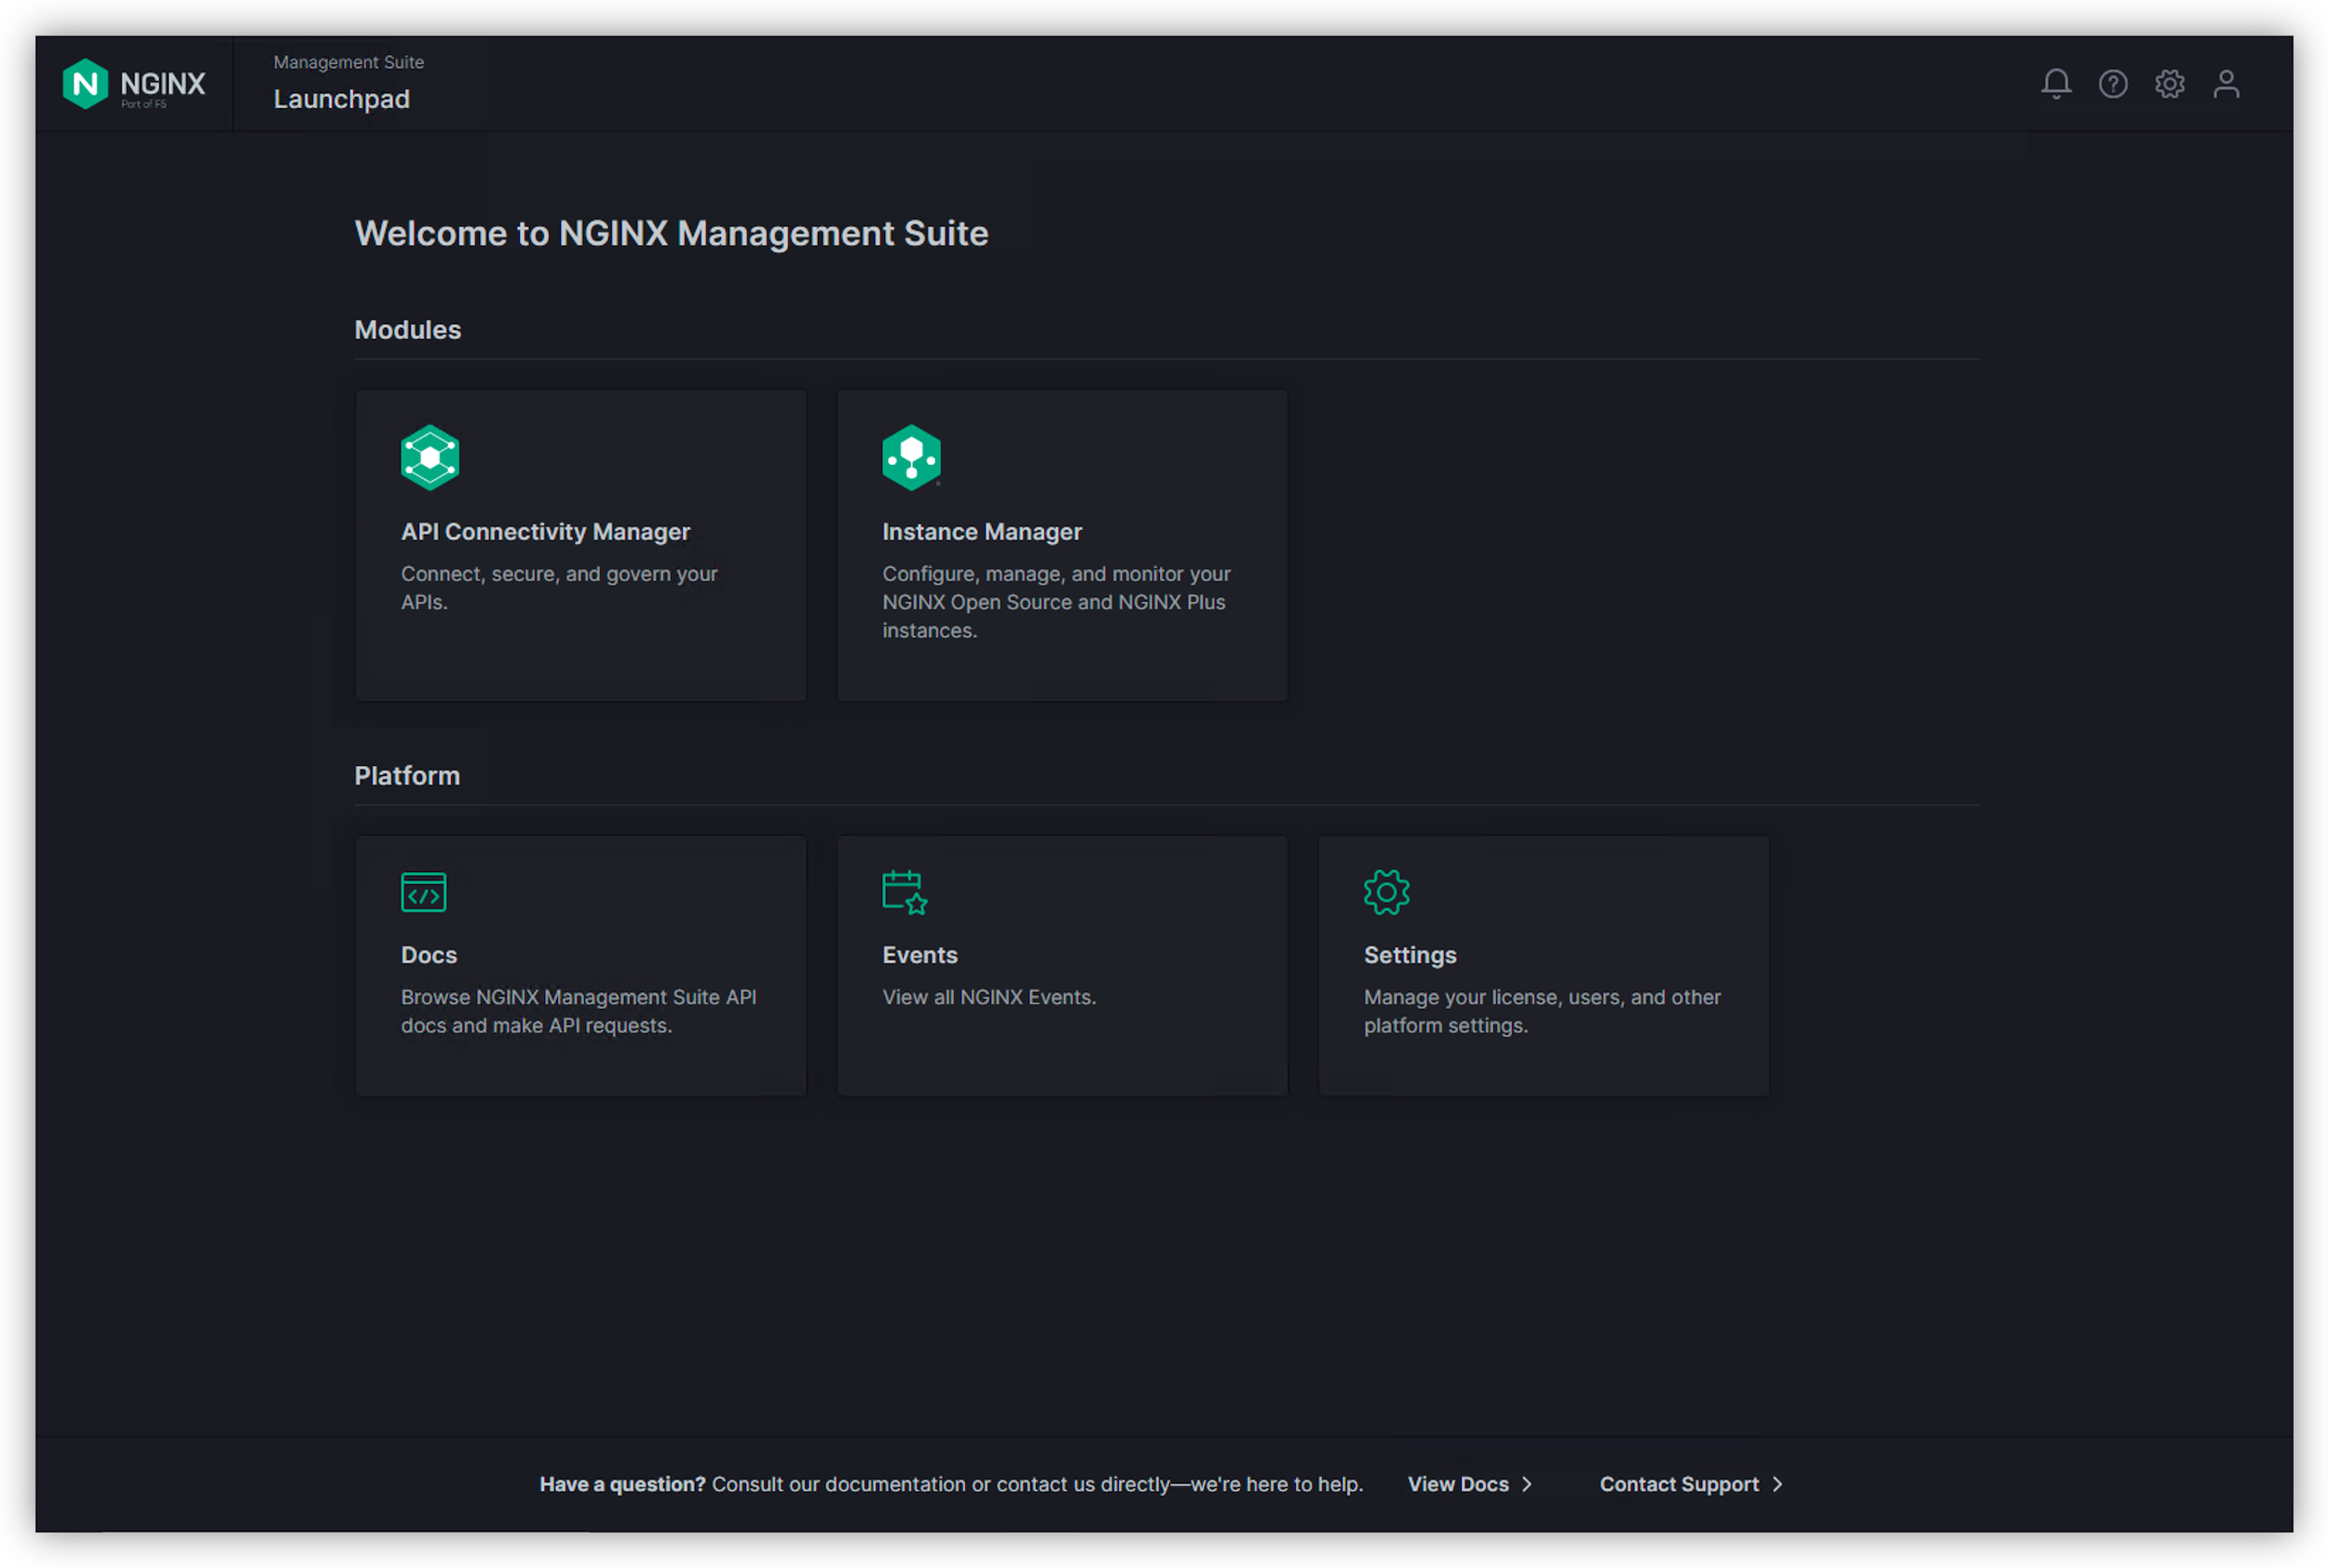 NGINX
Part of F5
Management Suite
Launchpad
Welcome to NGINX Management Suite
Modules
API Connectivity Manager
Connect, secure, and govern your
APIs.
Instance Manager
Configure, manage, and monitor your
NGINX Open Source and NGINX Plus
instances.
Platform
Docs
Browse NGINX Management Suite API
docs and make API requests.
Events
View all NGINX Events.
Settings
Manage your license, users, and other
platform settings.
Have a question? Consult our documentation or contact us directly—we're here to help. View Docs Contact Support